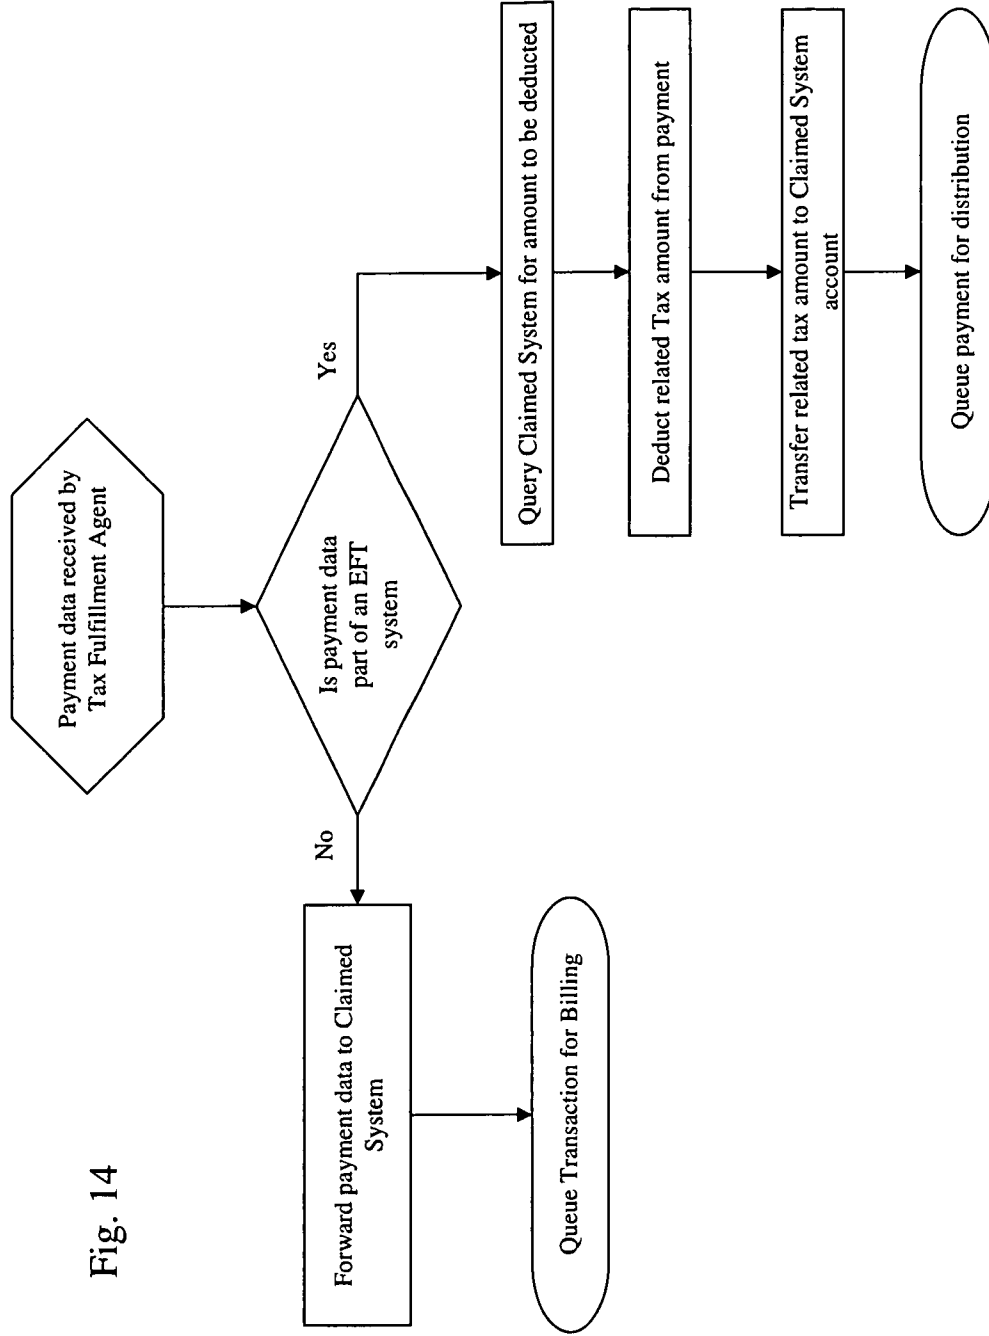 Fig. 14
Payment data received by
Tax Fulfillment Agent
Is payment data
part of an EFT
system
No
Yes
Forward payment data to Claimed
System
Queue Transaction for Billing
Query Claimed System for amount to be deducted
Deduct related Tax amount from payment
Transfer related tax amount to Claimed System
account
Queue payment for distribution